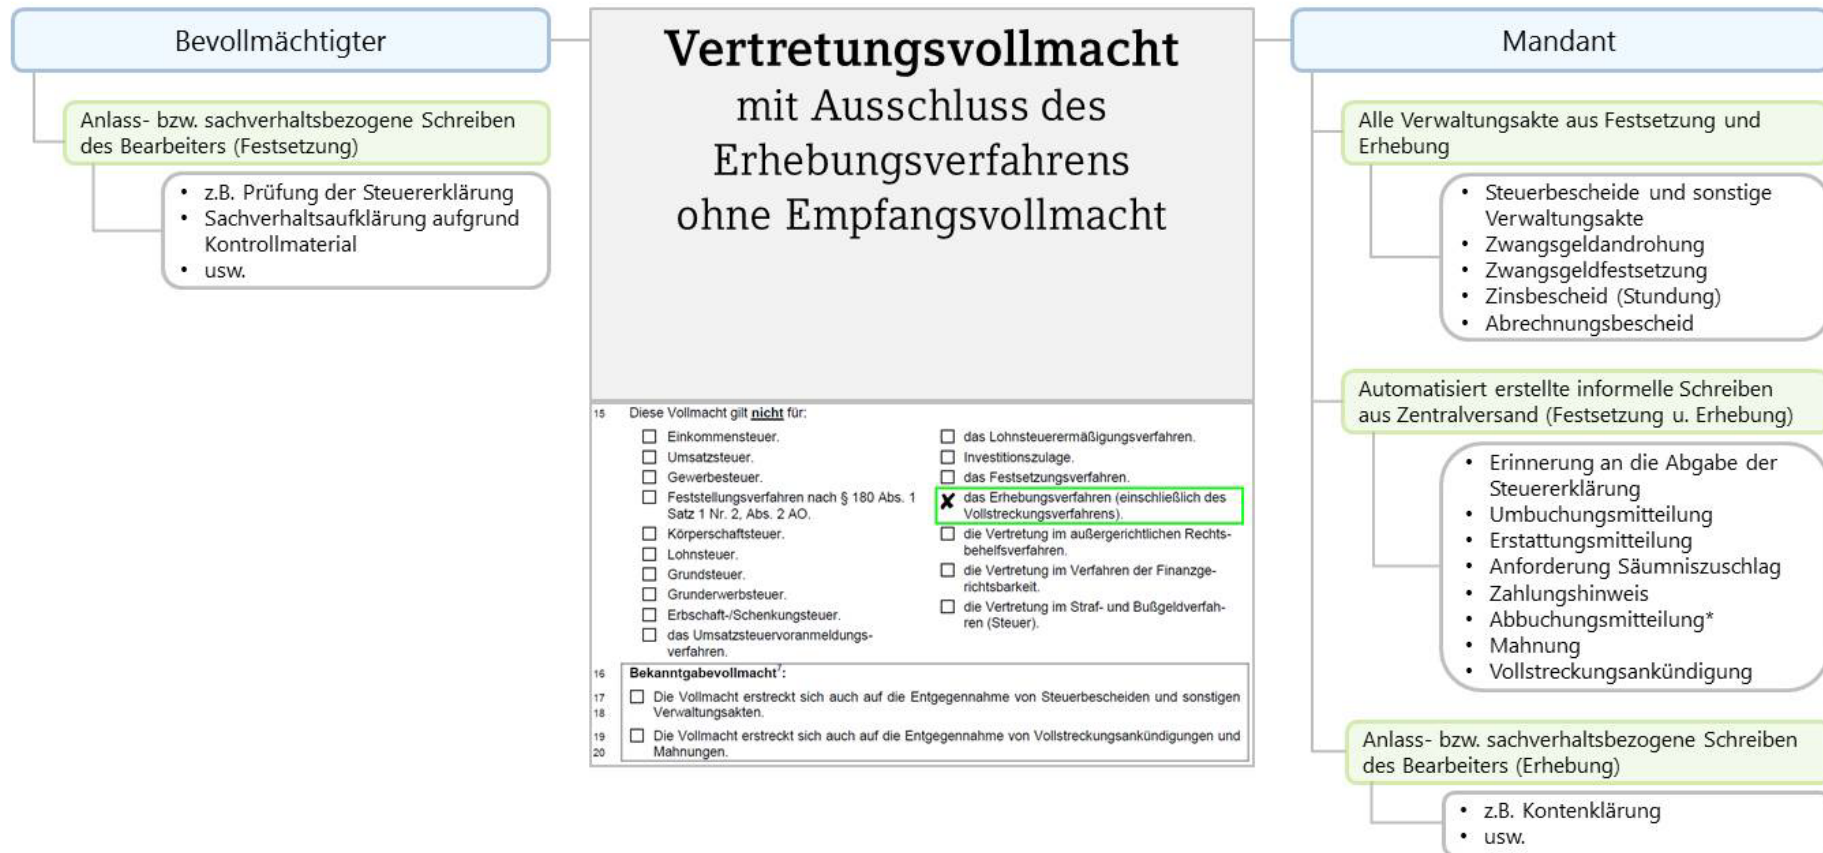 Bevollmächtigter
Anlass- bzw. sachverhaltsbezogene Schreiben
des Bearbeiters (Festsetzung)
• z.B. Prüfung der Steuererklärung
• Sachverhaltsaufklärung aufgrund
Kontrollmaterial
• usw.
Vertretungsvollmacht
mit Ausschluss des
Erhebungsverfahrens
ohne Empfangsvollmacht
15 Diese Vollmacht gilt nicht für:
Einkommensteuer.
Umsatzsteuer.
Gewerbesteuer.
Feststellungsverfahren nach § 180 Abs. 1
Satz 1 Nr. 2, Abs. 2 AO.
Körperschaftsteuer.
Lohnsteuer.
Grundsteuer.
Grunderwerbsteuer.
Erbschaft-/Schenkungsteuer.
das Umsatzsteuervoranmeldungs-
verfahren.
das Lohnsteuerermäßigungsverfahren.
Investitionszulage.
das Festsetzungsverfahren.
✘ das Erhebungsverfahren (einschließlich des
Vollstreckungsverfahrens).
die Vertretung im außergerichtlichen Rechts-
behelfsverfahren.
die Vertretung im Verfahren der Finanzge-
richtsbarkeit.
die Vertretung im Straf- und Bußgeldverfah-
ren (Steuer).
16 Bekanntgabevollmacht⁷:
17 Die Vollmacht erstreckt sich auch auf die Entgegennahme von Steuerbescheiden und sonstigen
18 Verwaltungsakten.
19 Die Vollmacht erstreckt sich auch auf die Entgegennahme von Vollstreckungsankündigungen und
20 Mahnungen.
Mandant
Alle Verwaltungsakte aus Festsetzung und
Erhebung
• Steuerbescheide und sonstige
Verwaltungsakte
• Zwangsgeldandrohung
• Zwangsgeldfestsetzung
• Zinsbescheid (Stundung)
• Abrechnungsbescheid
Automatisiert erstellte informelle Schreiben
aus Zentralversand (Festsetzung u. Erhebung)
• Erinnerung an die Abgabe der
Steuererklärung
• Umbuchungsmitteilung
• Erstattungsmitteilung
• Anforderung Säumniszuschlag
• Zahlungshinweis
• Abbuchungsmitteilung*
• Mahnung
• Vollstreckungsankündigung
Anlass- bzw. sachverhaltsbezogene Schreiben
des Bearbeiters (Erhebung)
• z.B. Kontenklärung
• usw.